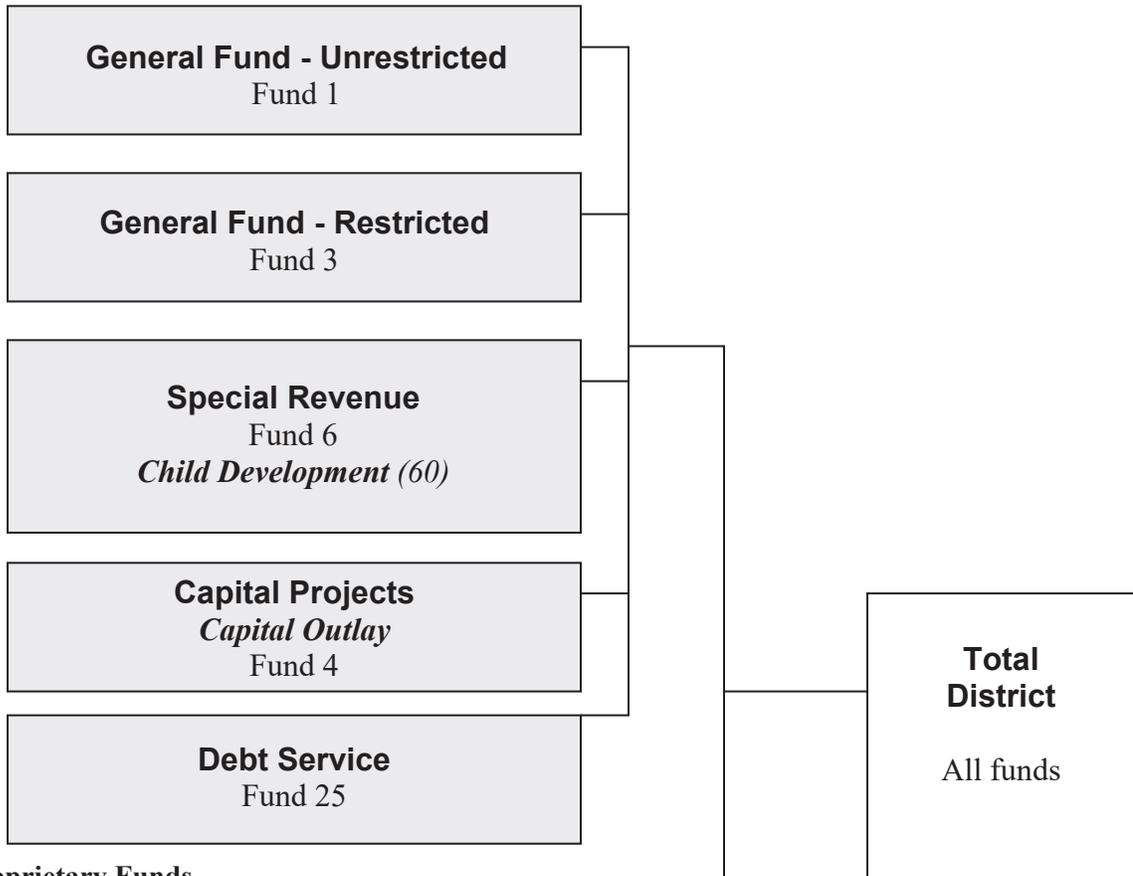 General Fund - Unrestricted
Fund 1
General Fund - Restricted
Fund 3
Special Revenue
Fund 6
Child Development (60)
Capital Projects
Capital Outlay
Fund 4
Debt Service
Fund 25
Total
District
All funds
Funds